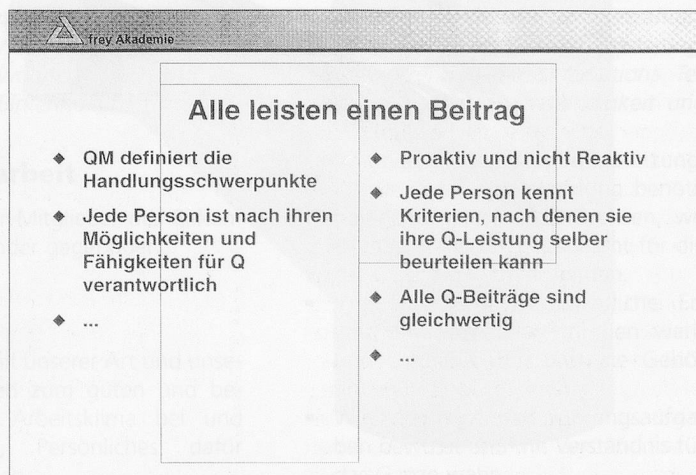 frey Akademie
Alle leisten einen Beitrag
QM definiert die
Handlungsschwerpunkte
Jede Person ist nach ihren
Möglichkeiten und
Fähigkeiten für Q
verantwortlich
...
Proaktiv und nicht Reaktiv
Jede Person kennt
Kriterien, nach denen sie
ihre Q-Leistung selber
beurteilen kann
Alle Q-Beiträge sind
gleichwertig
...